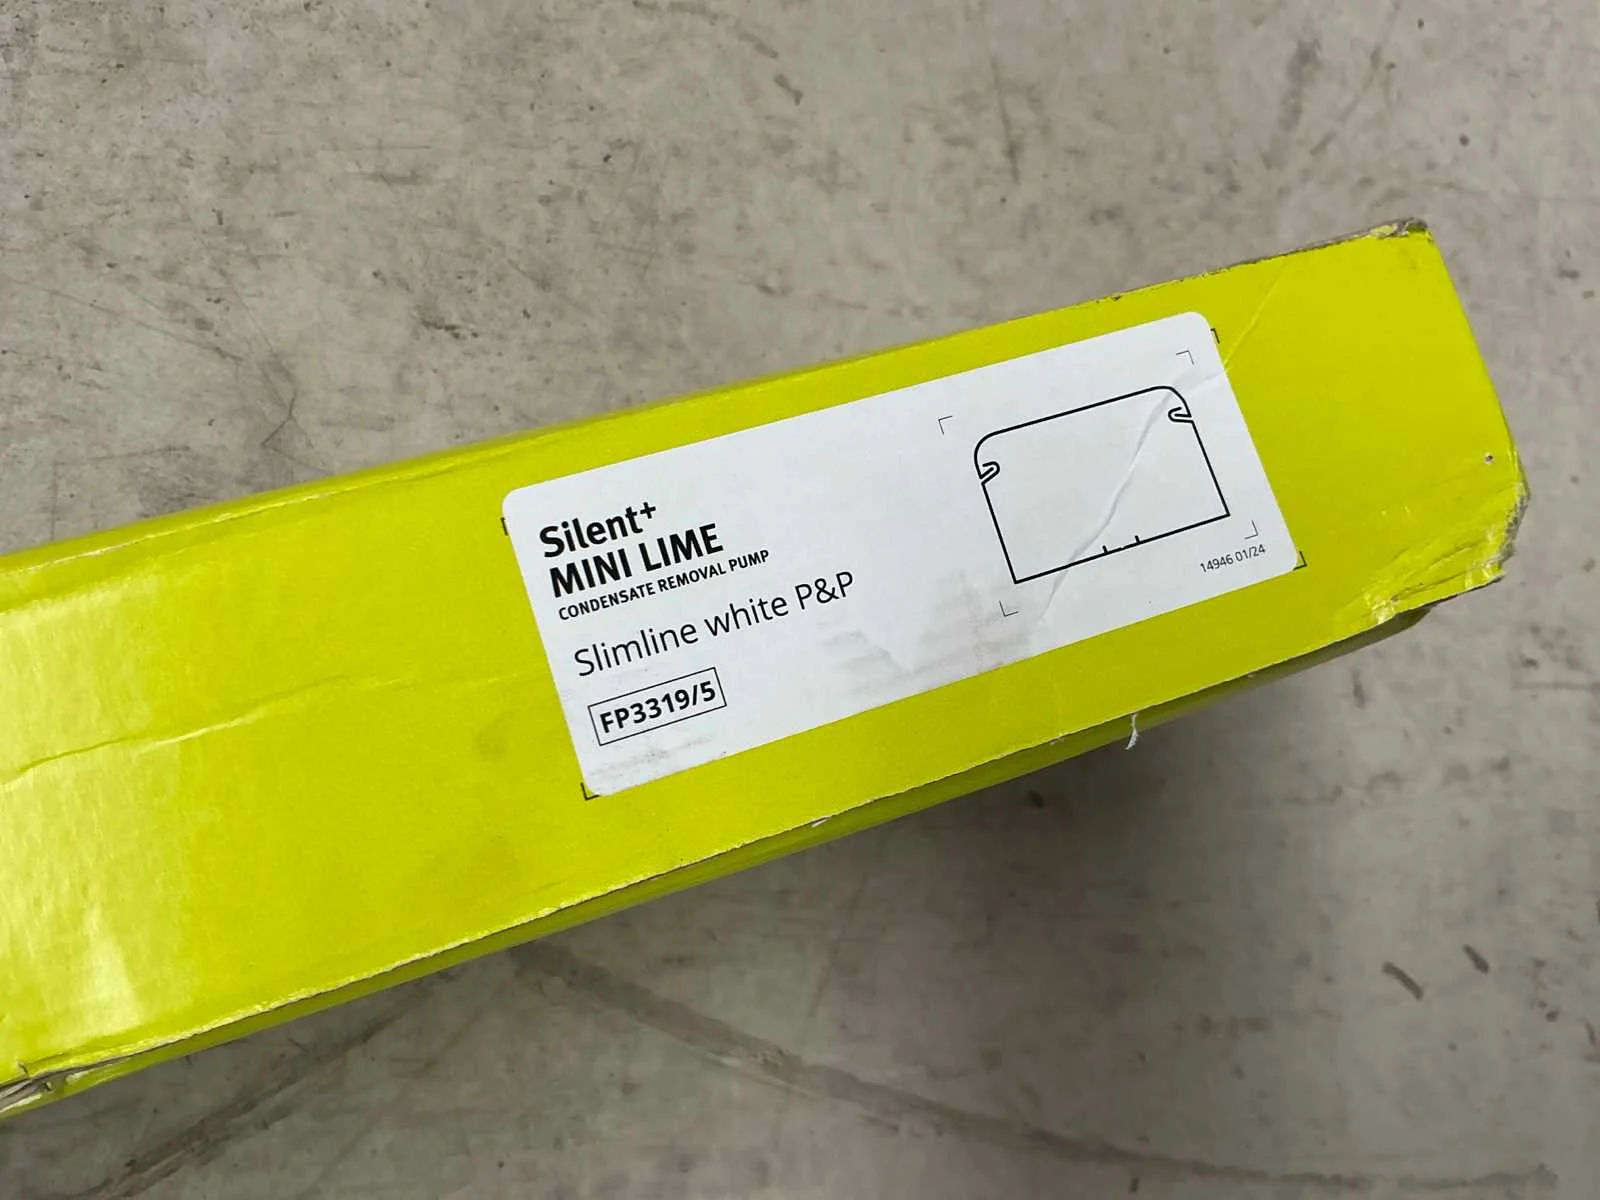 Silent+
MINI LIME
CONDENSATE REMOVAL PUMP
Slimline white P&P
FP3319/5
14946 01/24